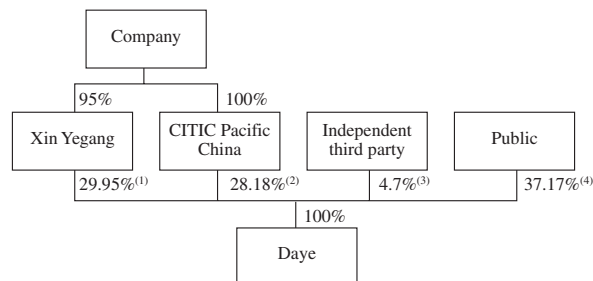 Company
95%
100%
Xin Yegang
CITIC Pacific
China
Independent
third party
Public
29.95%(1)
28.18%(2)
4.7%(3)
37.17%(4)
100%
Daye